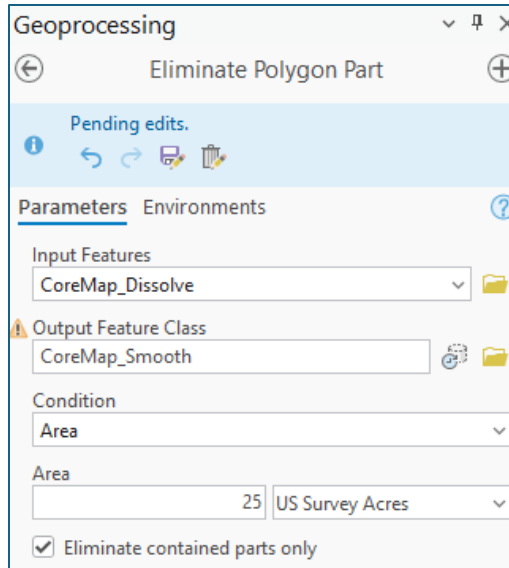 Geoprocessing
Eliminate Polygon Part
Pending edits.
Parameters Environments
Input Features
CoreMap_Dissolve
Output Feature Class
CoreMap_Smooth
Condition
Area
Area
25 US Survey Acres
Eliminate contained parts only